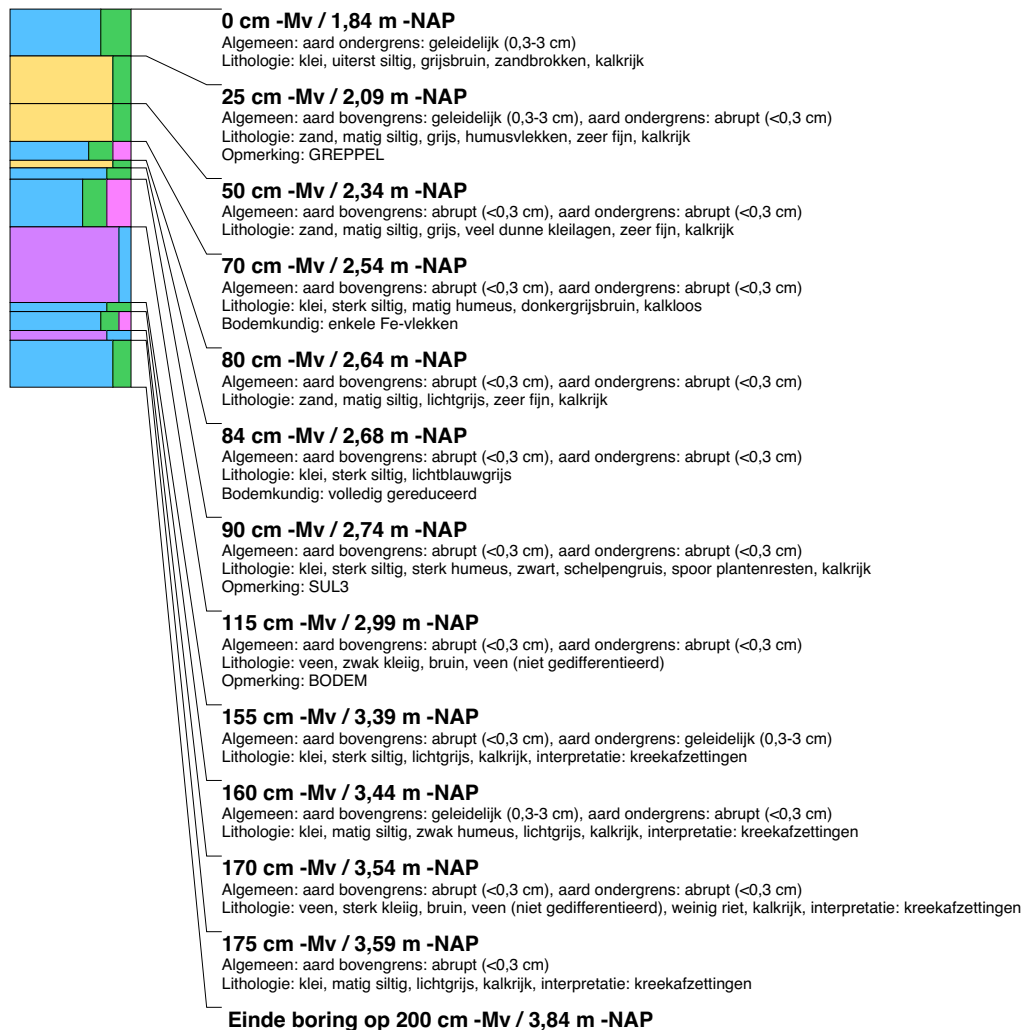 0 cm -Mv / 1,84 m -NAP
Algemeen: aard ondergrens: geleidelijk (0,3-3 cm)
Lithologie: klei, uiterst siltig, grijsbruin, zandbrokken, kalkrijk
25 cm -Mv / 2,09 m -NAP
Algemeen: aard bovengrens: geleidelijk (0,3-3 cm), aard ondergrens: abrupt (<0,3 cm)
Lithologie: zand, matig siltig, grijs, humusvlekken, zeer fijn, kalkrijk
Opmerking: GREPPEL
50 cm -Mv / 2,34 m -NAP
Algemeen: aard bovengrens: abrupt (<0,3 cm), aard ondergrens: abrupt (<0,3 cm)
Lithologie: zand, matig siltig, grijs, veel dunne kleilagen, zeer fijn, kalkrijk
70 cm -Mv / 2,54 m -NAP
Algemeen: aard bovengrens: abrupt (<0,3 cm), aard ondergrens: abrupt (<0,3 cm)
Lithologie: klei, sterk siltig, matig humeus, donkergrijsbruin, kalkloos
Bodemkundig: enkele Fe-vlekken
80 cm -Mv / 2,64 m -NAP
Algemeen: aard bovengrens: abrupt (<0,3 cm), aard ondergrens: abrupt (<0,3 cm)
Lithologie: zand, matig siltig, lichtgrijs, zeer fijn, kalkrijk
84 cm -Mv / 2,68 m -NAP
Algemeen: aard bovengrens: abrupt (<0,3 cm), aard ondergrens: abrupt (<0,3 cm)
Lithologie: klei, sterk siltig, lichtblauwgrijs
Bodemkundig: volledig gereduceerd
90 cm -Mv / 2,74 m -NAP
Algemeen: aard bovengrens: abrupt (<0,3 cm), aard ondergrens: abrupt (<0,3 cm)
Lithologie: klei, sterk siltig, sterk humeus, zwart, schelpengruis, spoor plantenresten, kalkrijk
Opmerking: SUL3
115 cm -Mv / 2,99 m -NAP
Algemeen: aard bovengrens: abrupt (<0,3 cm), aard ondergrens: abrupt (<0,3 cm)
Lithologie: veen, zwak kleiig, bruin, veen (niet gedifferentieerd)
Opmerking: BODEM
155 cm -Mv / 3,39 m -NAP
Algemeen: aard bovengrens: abrupt (<0,3 cm), aard ondergrens: geleidelijk (0,3-3 cm)
Lithologie: klei, sterk siltig, lichtgrijs, kalkrijk, interpretatie: kreekafzettingen
160 cm -Mv / 3,44 m -NAP
Algemeen: aard bovengrens: geleidelijk (0,3-3 cm), aard ondergrens: abrupt (<0,3 cm)
Lithologie: klei, matig siltig, zwak humeus, lichtgrijs, kalkrijk, interpretatie: kreekafzettingen
170 cm -Mv / 3,54 m -NAP
Algemeen: aard bovengrens: abrupt (<0,3 cm), aard ondergrens: abrupt (<0,3 cm)
Lithologie: veen, sterk kleiig, bruin, veen (niet gedifferentieerd), weinig riet, kalkrijk, interpretatie: kreekafzettingen
175 cm -Mv / 3,59 m -NAP
Algemeen: aard bovengrens: abrupt (<0,3 cm)
Lithologie: klei, matig siltig, lichtgrijs, kalkrijk, interpretatie: kreekafzettingen
Einde boring op 200 cm -Mv / 3,84 m -NAP